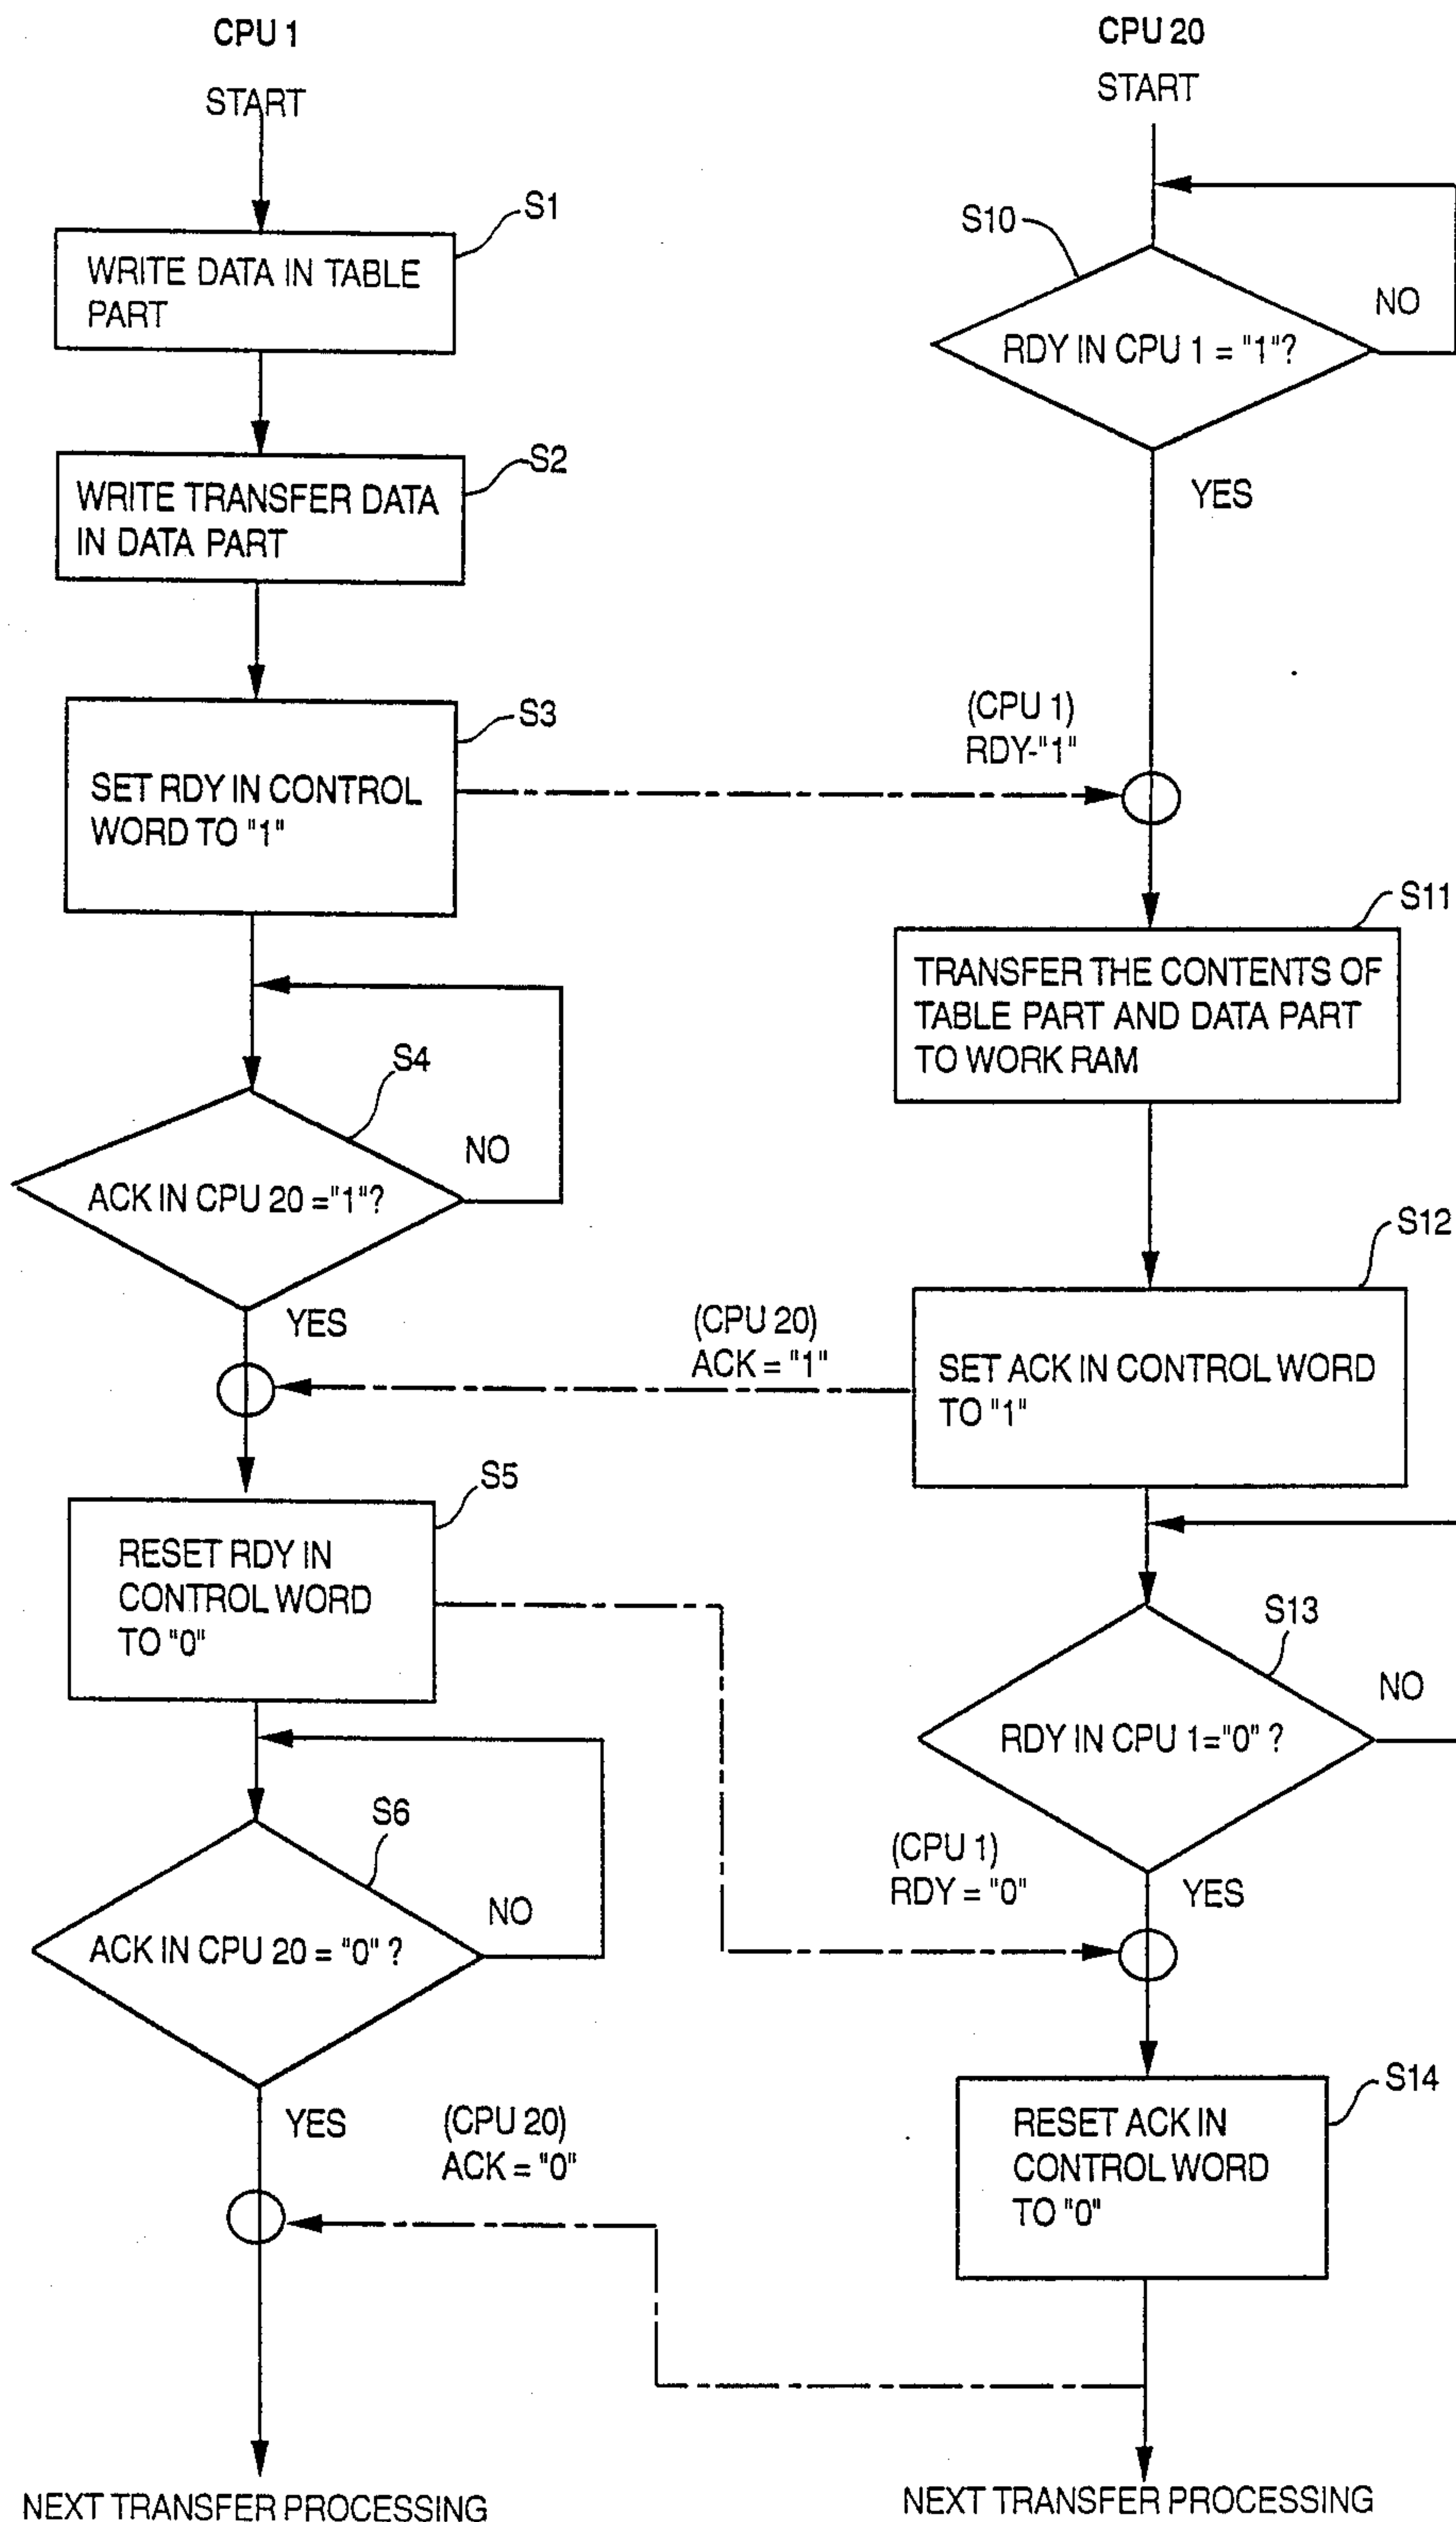 CPU 1
START
S1
WRITE DATA IN TABLE
PART
S2
WRITE TRANSFER DATA
IN DATA PART
S3
SET RDY IN CONTROL
WORD TO "1"
S4
NO
ACK IN CPU 20 ="1"?
YES
(CPU 20)
ACK = "1"
S5
RESET RDY IN
CONTROL WORD
TO "0"
S6
NO
ACK IN CPU 20 = "0" ?
YES
(CPU 20)
ACK = "0"
NEXT TRANSFER PROCESSING
CPU 20
START
S10
NO
RDY IN CPU 1 = "1"?
YES
(CPU 1)
RDY-"1"
S11
TRANSFER THE CONTENTS OF
TABLE PART AND DATA PART
TO WORK RAM
S12
SET ACK IN CONTROL WORD
TO "1"
S13
NO
RDY IN CPU 1="0" ?
(CPU 1)
RDY = "0"
YES
S14
RESET ACK IN
CONTROL WORD
TO "0"
NEXT TRANSFER PROCESSING